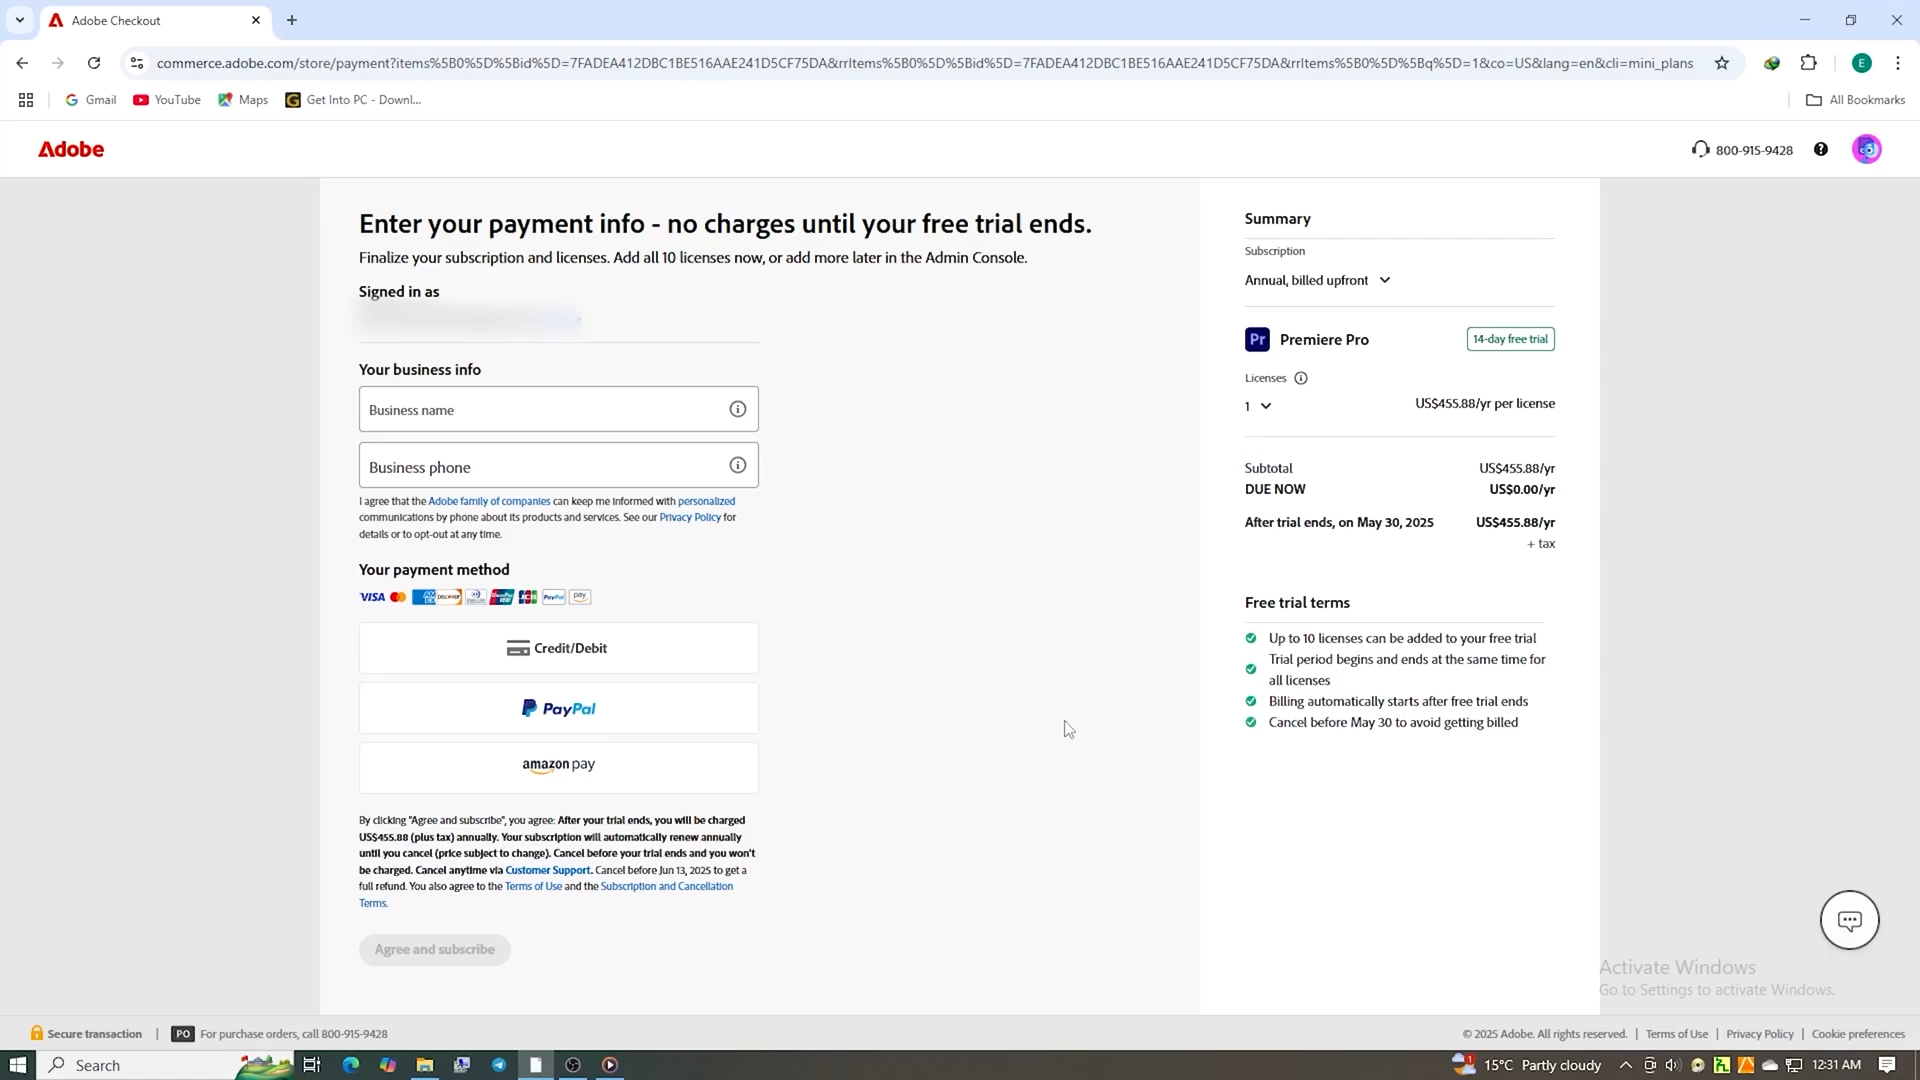 Adobe Checkout
commerce.adobe.com/store/payment?items%5B0%5D%5Bid%5D=7FADEA412DBC1BE516AAE241D5CF75DA&rrItems%5B0%5D%5Bid%5D=7FADEA412DBC1BE516AAE241D5CF75DA&rrItems%5B0%5D%5Bq%5D=1&co=US&lang=en&cli=mini_plans
E
Gmail
YouTube
Maps
Get Into PC - Downl...
All Bookmarks
Adobe
800-915-9428
Enter your payment info - no charges until your free trial ends.
Finalize your subscription and licenses. Add all 10 licenses now, or add more later in the Admin Console.
Signed in as
Your business info
Business name
Business phone
I agree that the Adobe family of companies can keep me informed with personalized
communications by phone about its products and services. See our Privacy Policy for
details or to opt-out at any time.
Your payment method
VISA
DISCOVER
PayPal
pay
Credit/Debit
PayPal
amazon pay
By clicking "Agree and subscribe", you agree: After your trial ends, you will be charged
US$455.88 (plus tax) annually. Your subscription will automatically renew annually
until you cancel (price subject to change). Cancel before your trial ends and you won't
be charged. Cancel anytime via Customer Support. Cancel before Jun 13, 2025 to get a
full refund. You also agree to the Terms of Use and the Subscription and Cancellation
Terms.
Agree and subscribe
Summary
Subscription
Annual, billed upfront
Pr Premiere Pro 14-day free trial
Licenses
1 US$455.88/yr per license
Subtotal US$455.88/yr
DUE NOW US$0.00/yr
After trial ends, on May 30, 2025 US$455.88/yr
+ tax
Free trial terms
Up to 10 licenses can be added to your free trial
Trial period begins and ends at the same time for
all licenses
Billing automatically starts after free trial ends
Cancel before May 30 to avoid getting billed
Activate Windows
Go to Settings to activate Windows.
Secure transaction | PO For purchase orders, call 800-915-9428
© 2025 Adobe. All rights reserved. | Terms of Use | Privacy Policy | Cookie preferences
Search
15°C Partly cloudy
12:31 AM